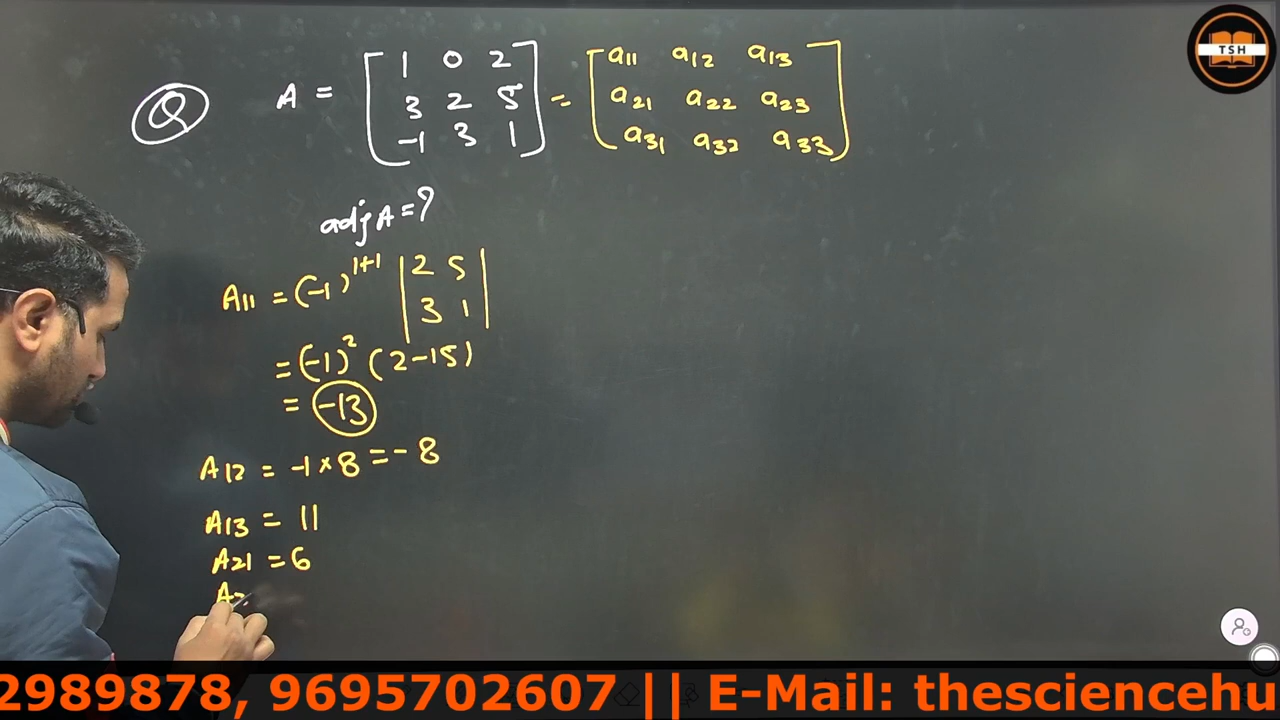 TSH
Q A = [ 1 0 2 ] = [ a11 a12 a13 ]
[ 3 2 5 ] [ a21 a22 a23 ]
[ -1 3 1 ] [ a31 a32 a33 ]
adj A = ?
A11 = (-1)^1+1 | 2 5 |
| 3 1 |
= (-1)^2 (2-15)
= -13
A12 = -1 × 8 = -8
A13 = 11
A21 = 6
2989878, 9695702607 || E-Mail: thesciencehu